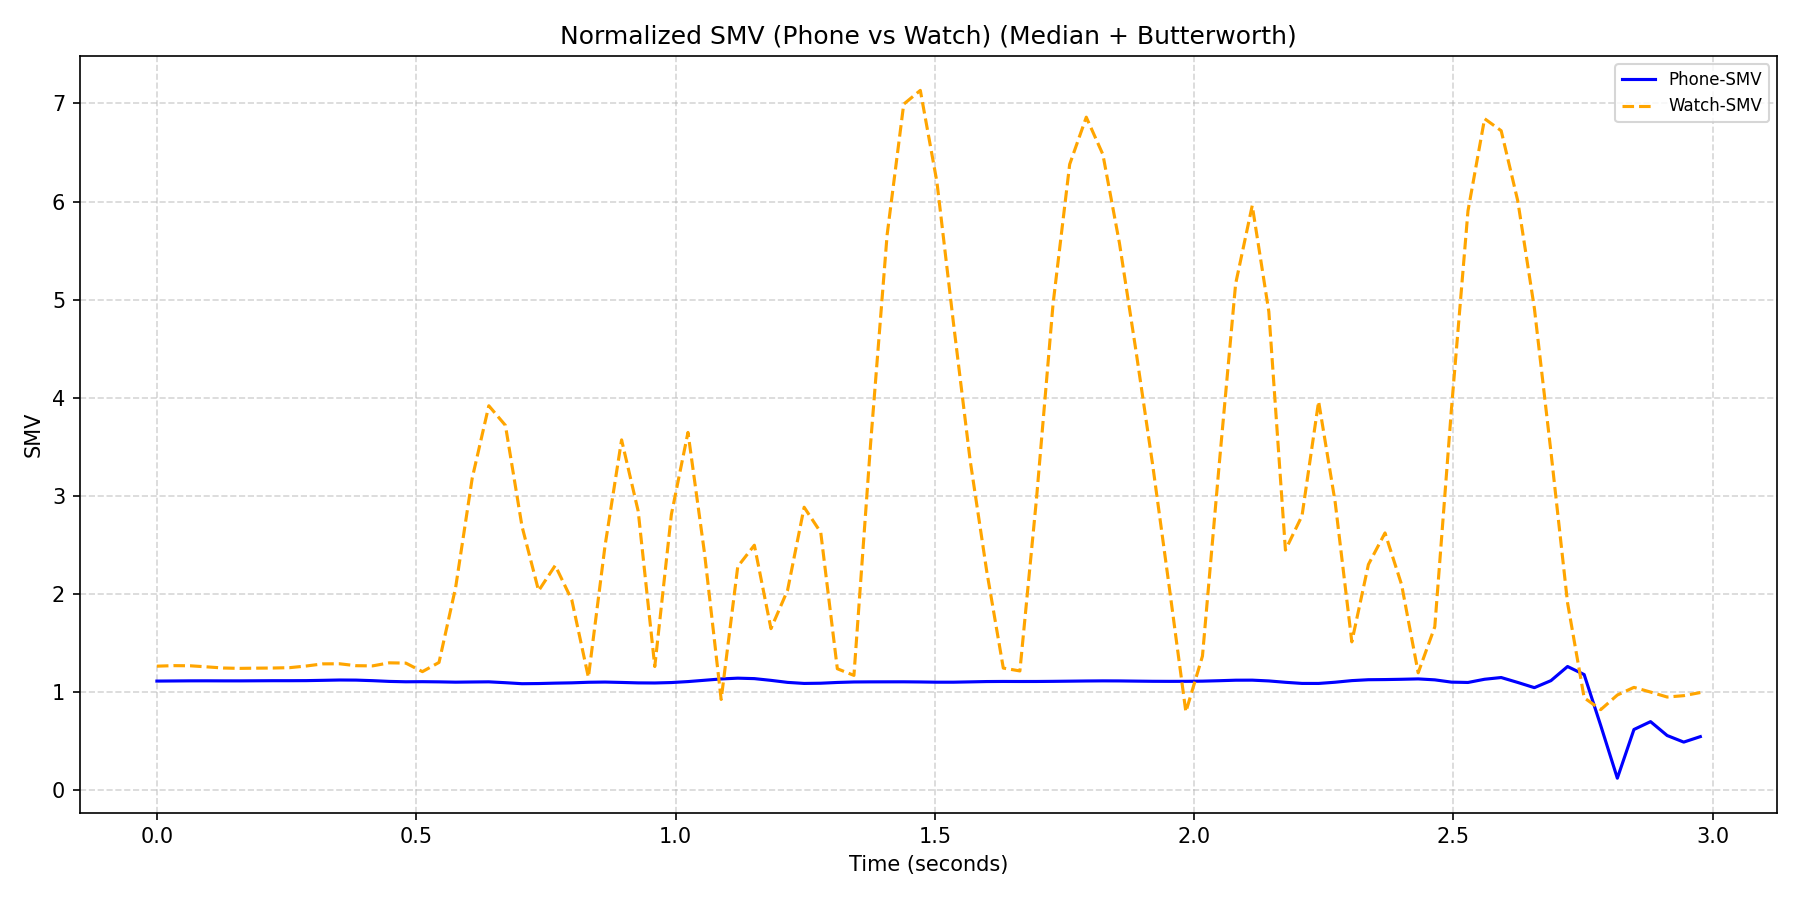 Normalized SMV (Phone vs Watch) (Median + Butterworth)
Phone-SMV
Watch-SMV
7
6
5
4
3
2
1
0
SMV
0.0 0.5 1.0 1.5 2.0 2.5 3.0
Time (seconds)